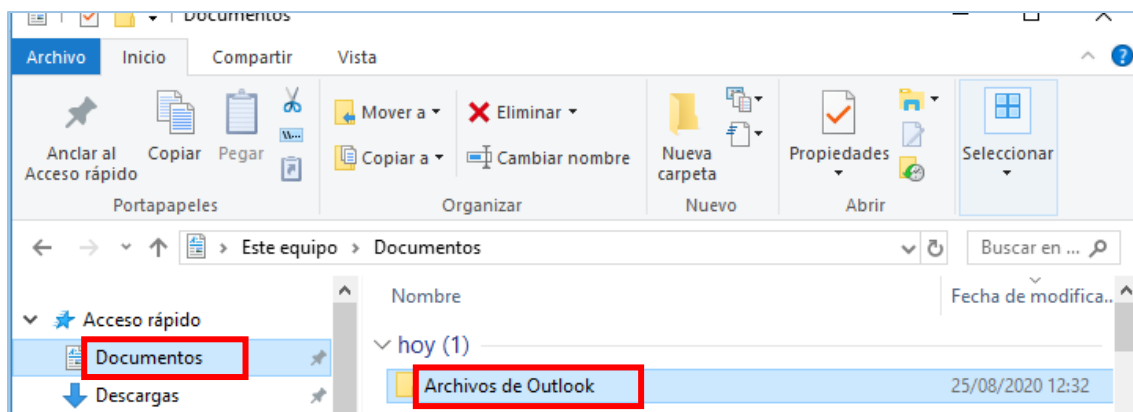 Documentos
Archivo Inicio Compartir Vista
Anclar al Acceso rápido
Copiar
Pegar
Mover a
Copiar a
Eliminar
Cambiar nombre
Nueva carpeta
Propiedades
Seleccionar
Portapapeles Organizar Nuevo Abrir
Este equipo > Documentos
Buscar en ...
Nombre Fecha de modifica...
Acceso rápido
Documentos
Descargas
hoy (1)
Archivos de Outlook 25/08/2020 12:32